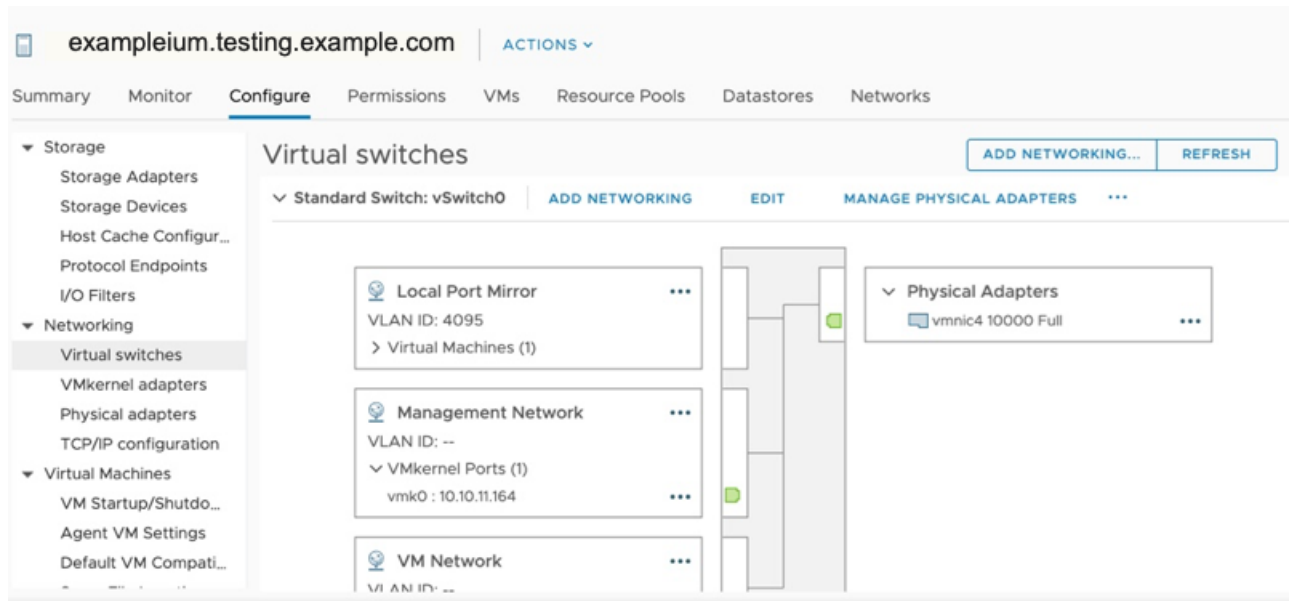 exampleium.testing.example.com ACTIONS
Summary Monitor Configure Permissions VMs Resource Pools Datastores Networks
Storage
Storage Adapters
Storage Devices
Host Cache Configur...
Protocol Endpoints
I/O Filters
Networking
Virtual switches
VMkernel adapters
Physical adapters
TCP/IP configuration
Virtual Machines
VM Startup/Shutdo...
Agent VM Settings
Default VM Compati...
Virtual switches
ADD NETWORKING... REFRESH
Standard Switch: vSwitch0 ADD NETWORKING EDIT MANAGE PHYSICAL ADAPTERS ...
Local Port Mirror ...
VLAN ID: 4095
Virtual Machines (1)
Management Network ...
VLAN ID: --
VMkernel Ports (1)
vmk0 : 10.10.11.164 ...
VM Network ...
VLAN ID: --
Physical Adapters
vmnic4 10000 Full ...